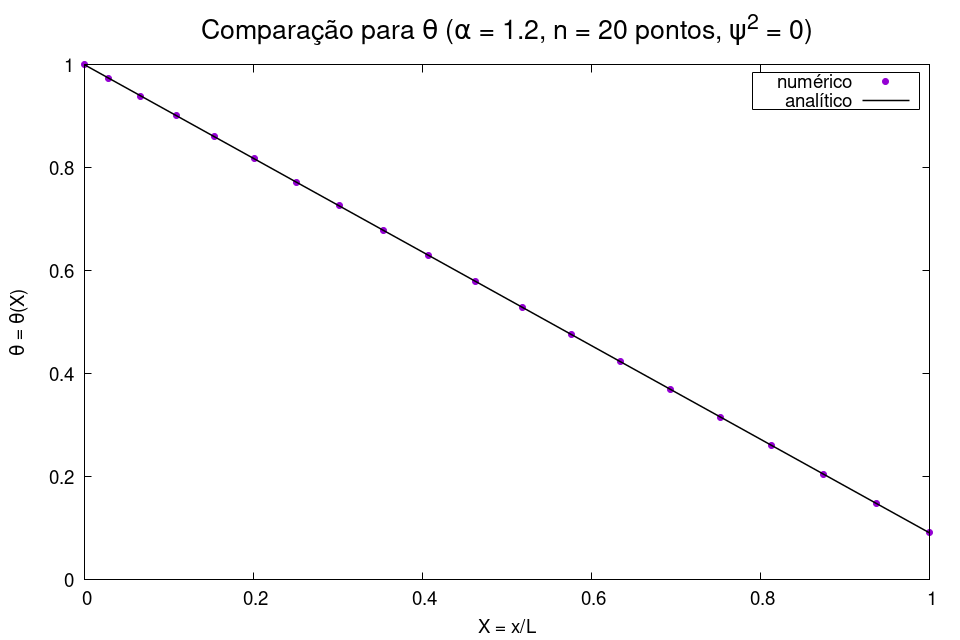 Comparação para θ (α = 1.2, n = 20 pontos, ψ² = 0)
numérico
analítico
1
0.8
0.6
0.4
0.2
0
θ = θ(X)
0 0.2 0.4 0.6 0.8 1
X = x/L